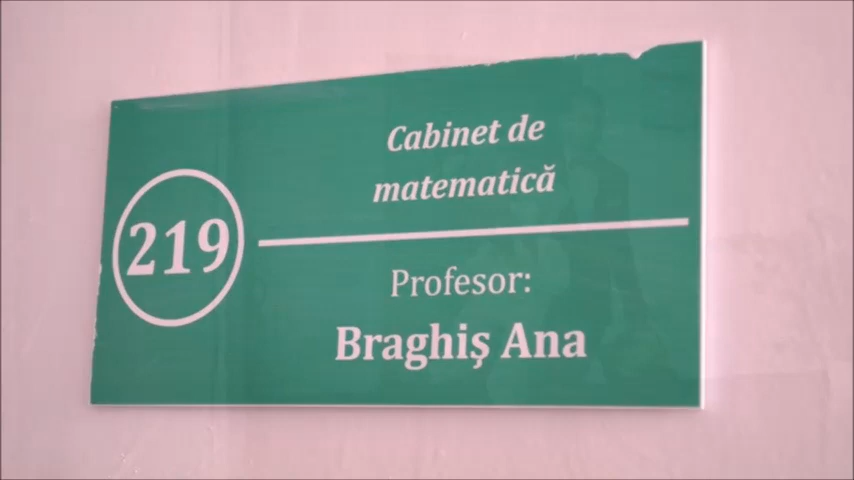 219
Cabinet de
matematică
Profesor:
Braghiş Ana